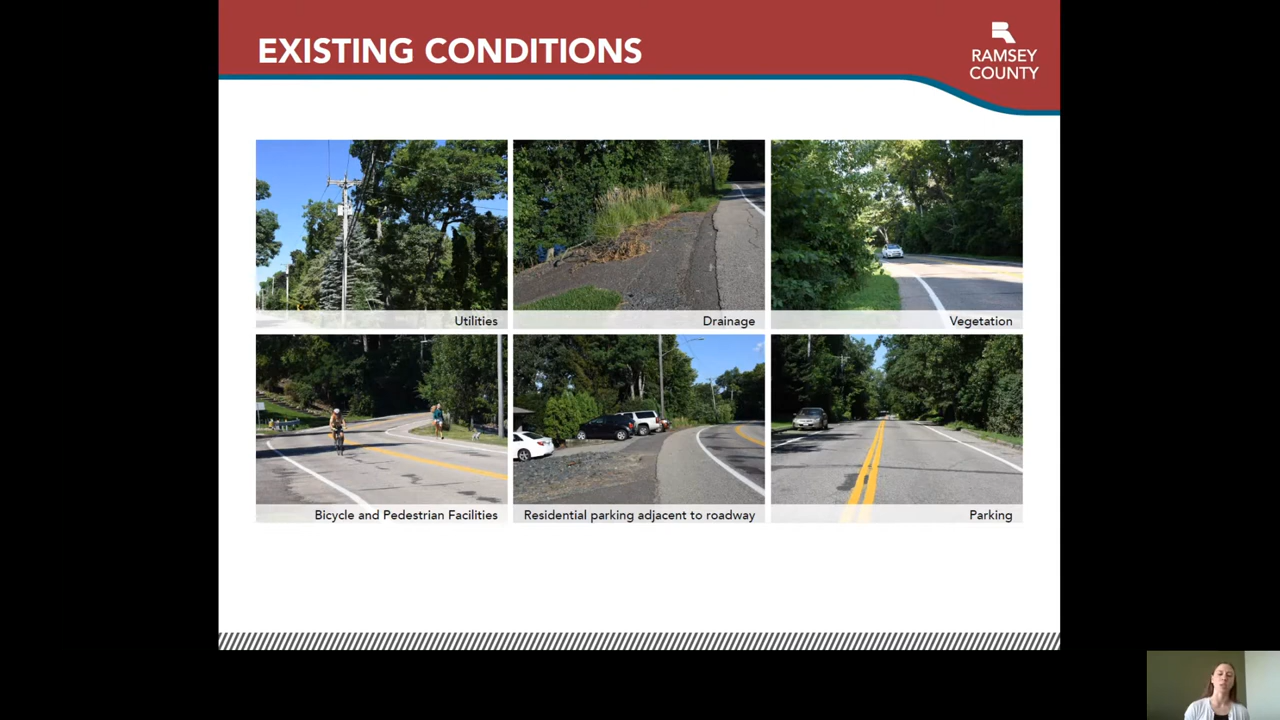 EXISTING CONDITIONS
RAMSEY
COUNTY
Utilities
Drainage
Vegetation
Bicycle and Pedestrian Facilities
Residential parking adjacent to roadway
Parking